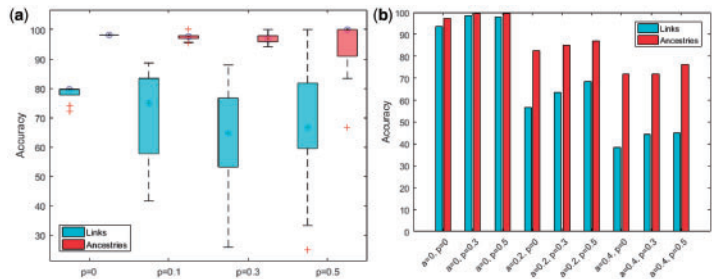 (a)
100
90
80
70
60
50
40
30
Accuracy
Links
Ancestries
p=0
p=0.1
p=0.3
p=0.5
(b)
100
90
80
70
60
50
40
30
20
10
0
Accuracy
Links
Ancestries
a=0, p=0
a=0, p=0.3
a=0, p=0.5
a=0.2, p=0
a=0.2, p=0.3
a=0.2, p=0.5
a=0.4, p=0
a=0.4, p=0.3
a=0.4, p=0.5